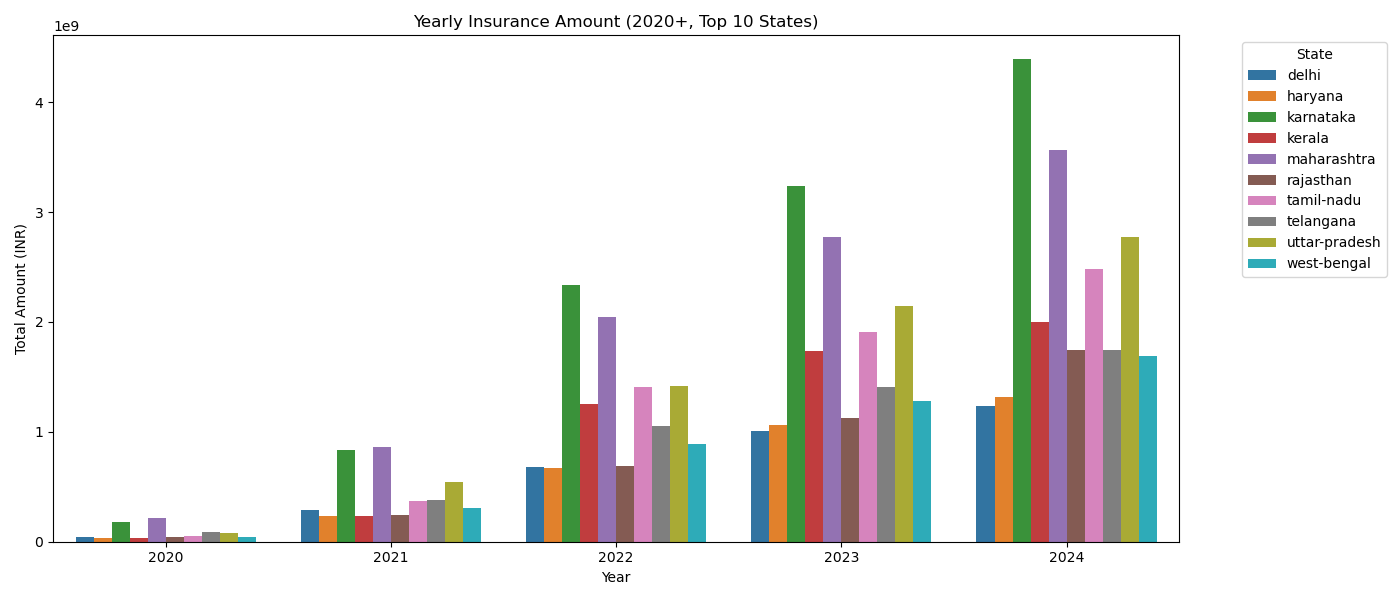 Yearly Insurance Amount (2020+, Top 10 States)
1e9
4
3
2
1
0
Total Amount (INR)
2020 2021 2022 2023 2024
Year
State
delhi
haryana
karnataka
kerala
maharashtra
rajasthan
tamil-nadu
telangana
uttar-pradesh
west-bengal